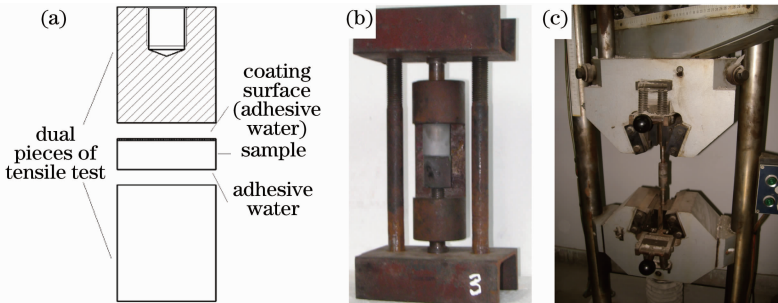 (a)
coating
surface
(adhesive
water)
sample
dual
pieces of
tensile test
adhesive
water
(b)
3
(c)